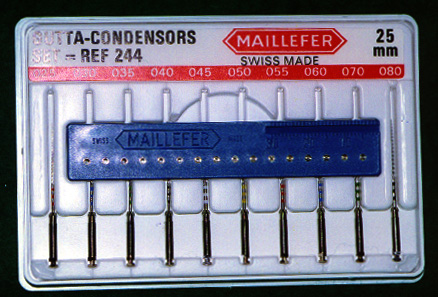 GUTTA-CONDENSORS
SET - REF 244
MAILLEFER
SWISS MADE
25
mm
035 040 045 050 055 060 070 080
SWISS MAILLEFER